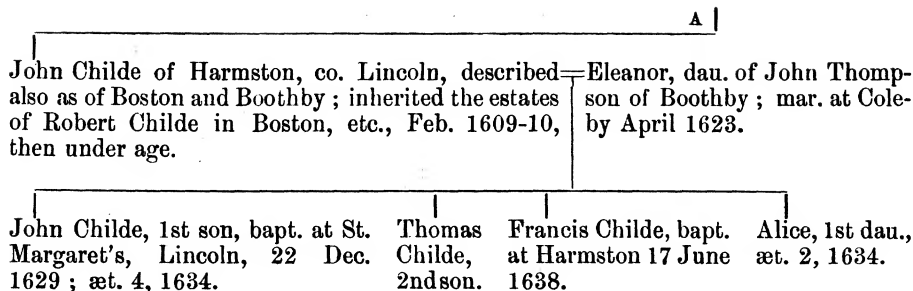 A
John Childe of Harmston, co. Lincoln, described
also as of Boston and Boothby ; inherited the estates
of Robert Childe in Boston, etc., Feb. 1609-10,
then under age.
Eleanor, dau. of John Thomp-
son of Boothby ; mar. at Cole-
by April 1623.
John Childe, 1st son, bapt. at St.
Margaret's, Lincoln, 22 Dec.
1629 ; æt. 4, 1634.
Thomas
Childe,
2nd son.
Francis Childe, bapt.
at Harmston 17 June
1638.
Alice, 1st dau.,
æt. 2, 1634.